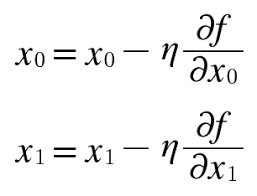 x₀ = x₀ − η ∂f/∂x₀
x₁ = x₁ − η ∂f/∂x₁